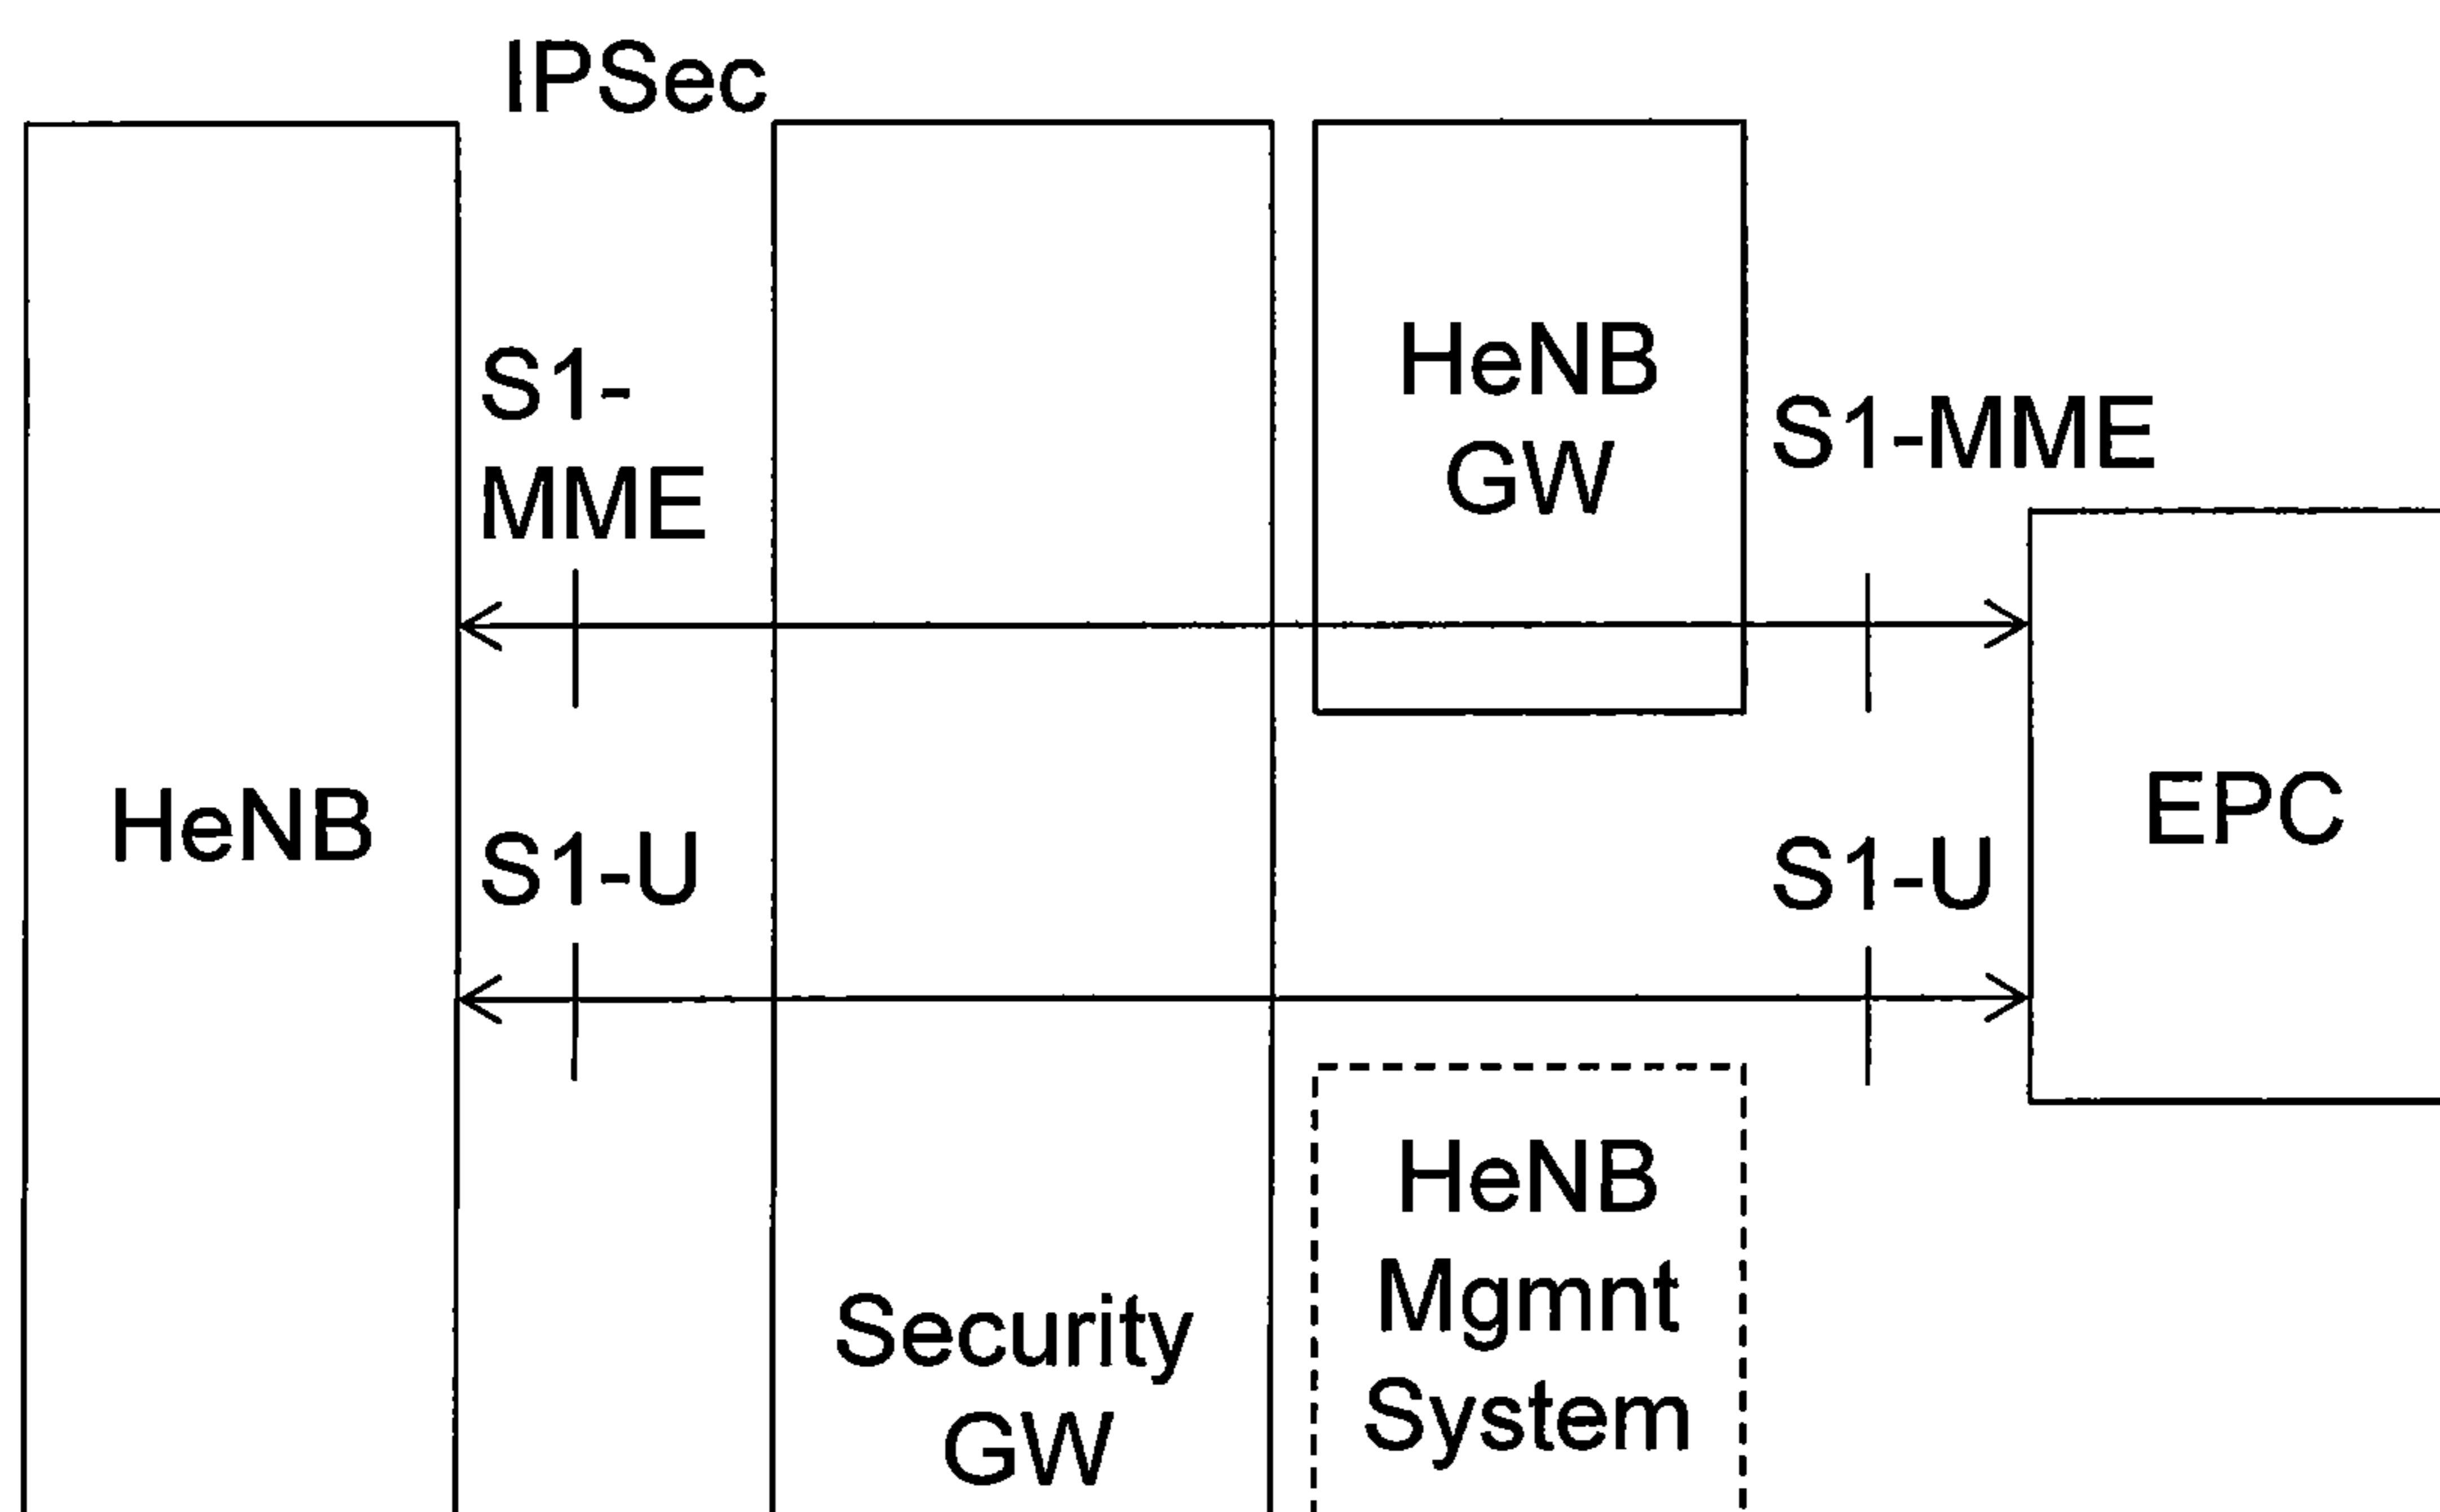 IPSec
S1-
MME
HeNB
GW
S1-MME
HeNB
S1-U
S1-U
EPC
Security
GW
HeNB
Mgmnt
System